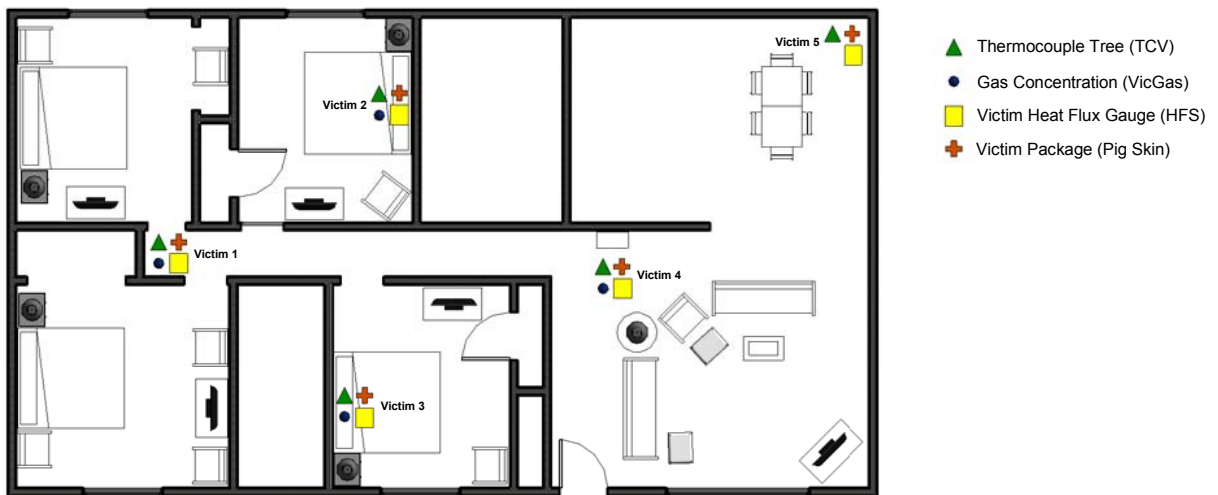 Victim 5
Thermocouple Tree (TCV)
Gas Concentration (VicGas)
Victim 2
Victim Heat Flux Gauge (HFS)
Victim Package (Pig Skin)
Victim 1
Victim 4
Victim 3